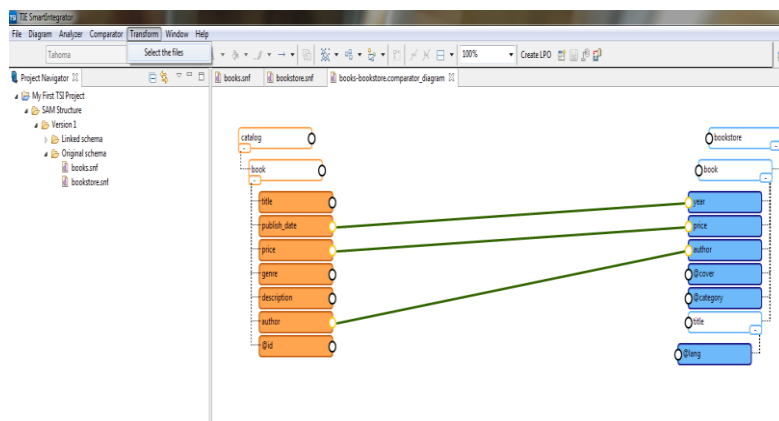 TIE SmartIntegrator
File Diagram Analyzer Comparator Transform Window Help
Select the files
Tahoma
100%
Create LPO
Project Navigator
books.snf
bookstore.snf
books-bookstore.comparator_diagram
My First TSI Project
SAM Structure
Version 1
Linked schema
Original schema
books.snf
bookstore.snf
catalog
book
title
publish_date
price
genre
description
author
@id
bookstore
book
year
price
author
@cover
@category
title
@lang